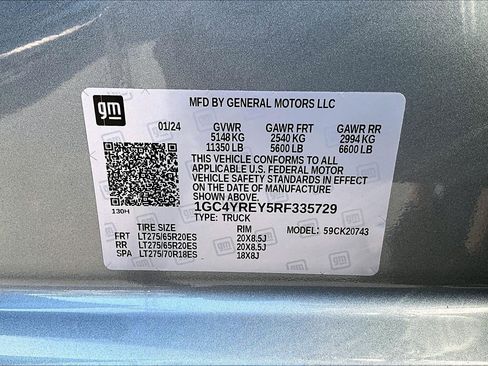 gm
MFD BY GENERAL MOTORS LLC
01/24 GVWR GAWR FRT GAWR RR
5148 KG 2540 KG 2994 KG
11350 LB 5600 LB 6600 LB
THIS VEHICLE CONFORMS TO ALL
APPLICABLE U.S. FEDERAL MOTOR
VEHICLE SAFETY STANDARDS IN EFFECT
ON THE DATE OF MANUFACTURE
SHOWN ABOVE.
130H 1GC4YREY5RF335729
TYPE: TRUCK
TIRE SIZE RIM MODEL: 59CK20743
FRT LT275/65R20ES 20X8.5J
RR LT275/65R20ES 20X8.5J
SPA LT275/70R18ES 18X8J